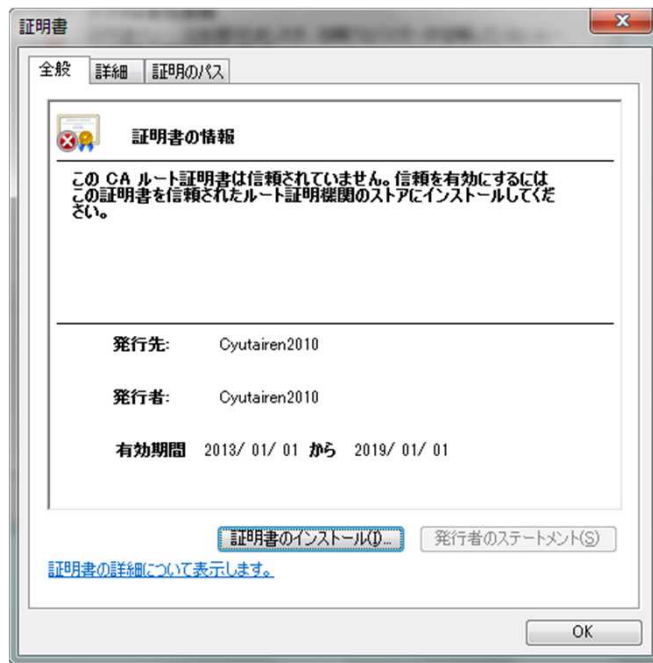 証明書
全般 詳細 証明のパス
証明書の情報
この CA ルート証明書は信頼されていません。信頼を有効にするには
この証明書を信頼されたルート証明機関のストアにインストールしてくだ
さい。
発行先: Cyutairen2010
発行者: Cyutairen2010
有効期間 2013/ 01/ 01 から 2019/ 01/ 01
証明書のインストール(I)... 発行者のステートメント(S)
証明書の詳細について表示します。
OK